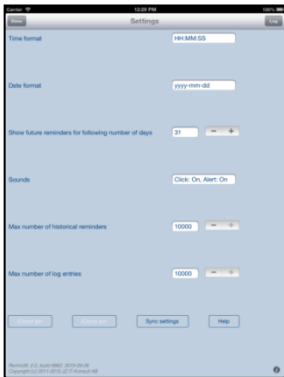 Carrier 12:25 PM 100%
Done Settings Log
Time format HH:MM:SS
Date format yyyy-mm-dd
Show future reminders for following number of days 31 - +
Sounds Click: On, Alert: On
Max number of historical reminders 10000 - +
Max number of log entries 10000 - +
Sync settings Help